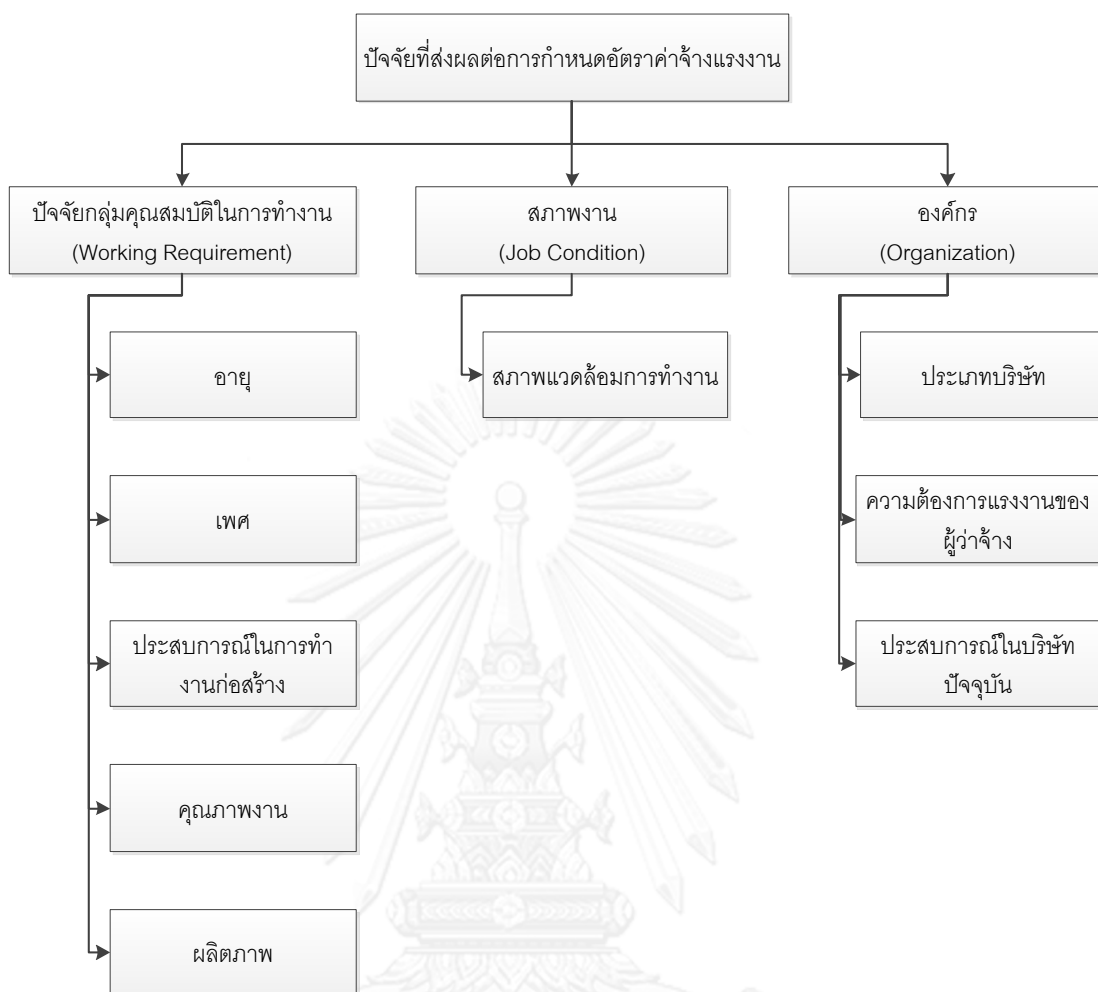 ปัจจัยที่ส่งผลต่อการกำหนดอัตราค่าจ้างแรงงาน
ปัจจัยกลุ่มคุณสมบัติในการทำงาน
(Working Requirement)
สภาพงาน
(Job Condition)
องค์กร
(Organization)
อายุ
สภาพแวดล้อมการทำงาน
ประเภทบริษัท
เพศ
ความต้องการแรงงานของ
ผู้ว่าจ้าง
ประสบการณ์ในการทำ
งานก่อสร้าง
ประสบการณ์ในบริษัท
ปัจจุบัน
คุณภาพงาน
ผลิตภาพ